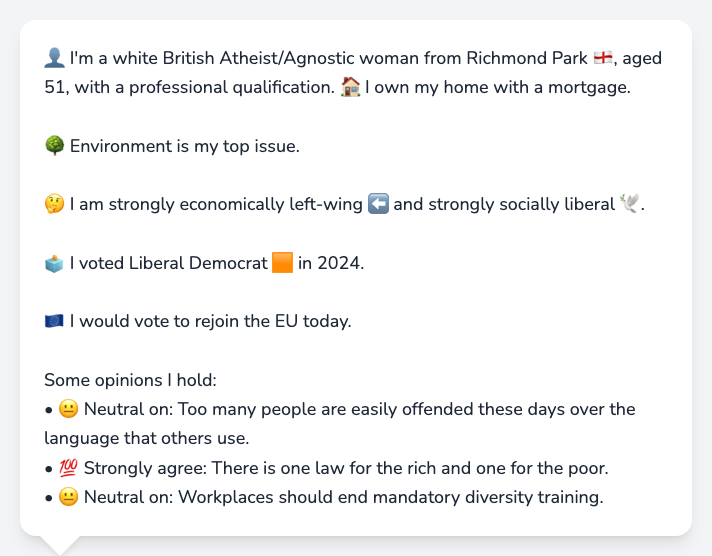 👤 I'm a white British Atheist/Agnostic woman from Richmond Park 🏴󠁧󠁢󠁥󠁮󠁧󠁿, aged
51, with a professional qualification. 🏠 I own my home with a mortgage.
🌳 Environment is my top issue.
🤔 I am strongly economically left-wing ⬅️ and strongly socially liberal 🕊️.
🗳️ I voted Liberal Democrat 🟧 in 2024.
🇪🇺 I would vote to rejoin the EU today.
Some opinions I hold:
• 😐 Neutral on: Too many people are easily offended these days over the
language that others use.
• 💯 Strongly agree: There is one law for the rich and one for the poor.
• 😐 Neutral on: Workplaces should end mandatory diversity training.